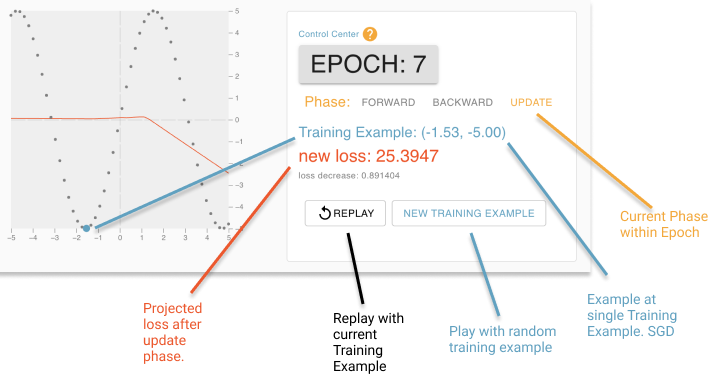 Control Center ?
EPOCH: 7
Phase: FORWARD BACKWARD UPDATE
Training Example: (-1.53, -5.00)
new loss: 25.3947
loss decrease: 0.891404
REPLAY
NEW TRAINING EXAMPLE
5
4
3
2
1
0
−1
−2
−3
−4
−5
−5 −4 −3 −2 −1 0 1 2 3 4 5
Current Phase
within Epoch
Projected
loss after
update
phase.
Replay with
current
Training
Example
Play with random
training example
Example at
single Training
Example. SGD